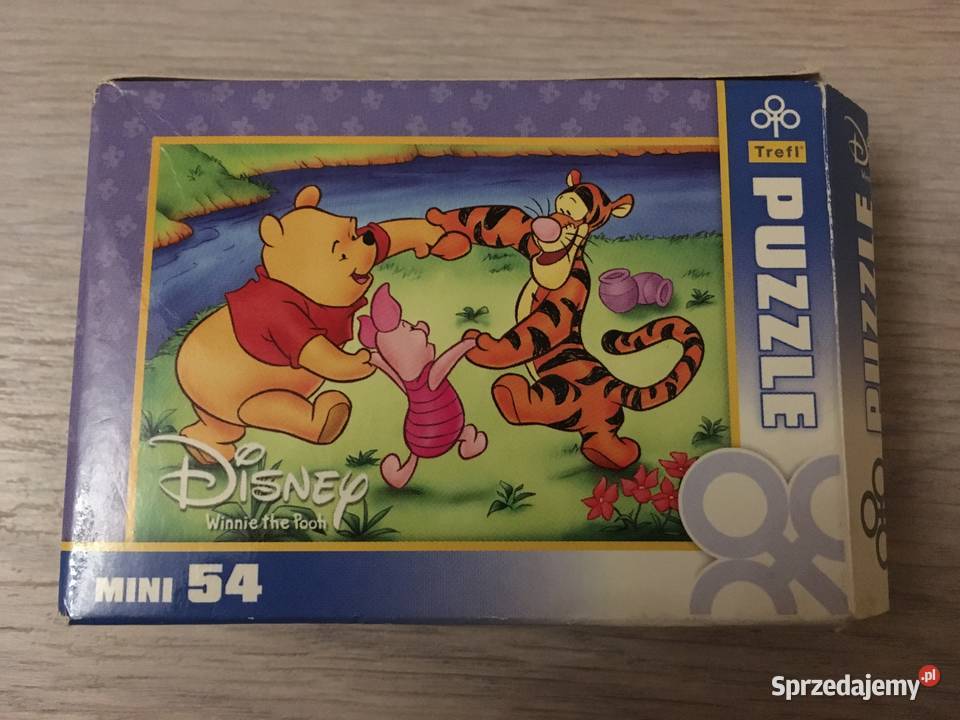 Trefl
PUZZLE
PUZZLE
Disney
Winnie the Pooh
MINI 54
Sprzedajemy.pl